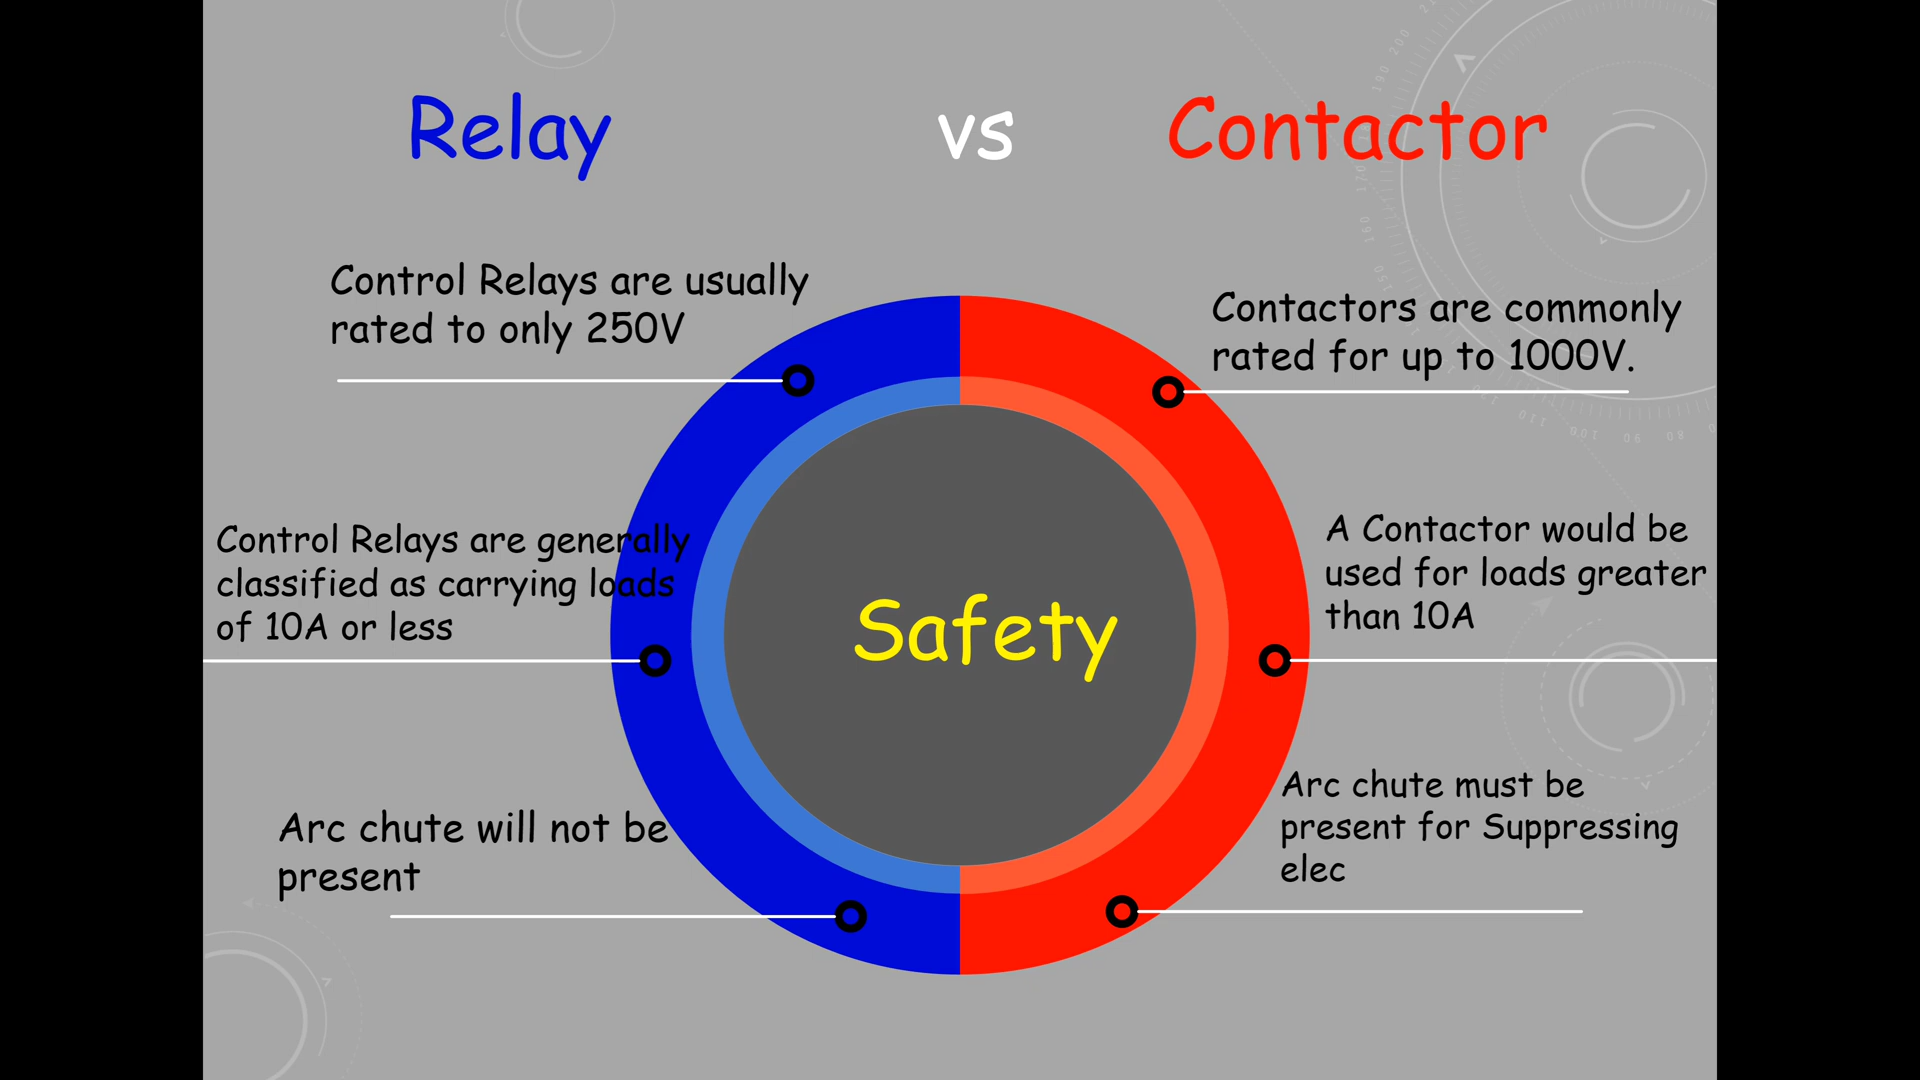 Relay vs Contactor
Control Relays are usually
rated to only 250V
Contactors are commonly
rated for up to 1000V.
Control Relays are generally
classified as carrying loads
of 10A or less
A Contactor would be
used for loads greater
than 10A
Safety
Arc chute will not be
present
Arc chute must be
present for Suppressing
elec